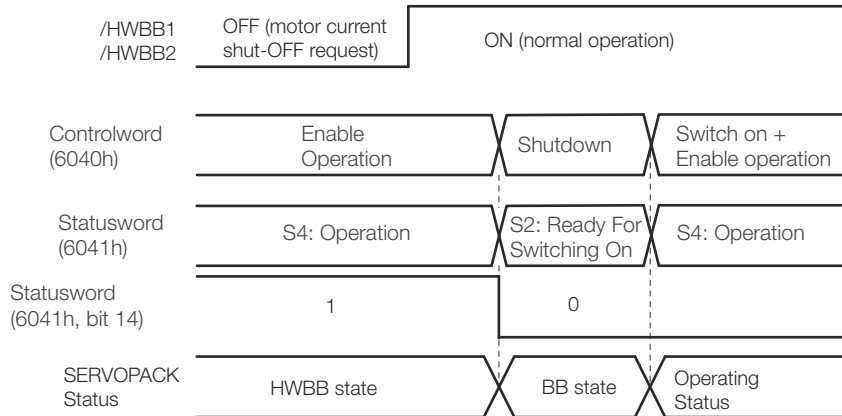 /HWBB1
/HWBB2
OFF (motor current
shut-OFF request)
ON (normal operation)
Controlword
(6040h)
Enable
Operation
Shutdown
Switch on +
Enable operation
Statusword
(6041h)
S4: Operation
S2: Ready For
Switching On
S4: Operation
Statusword
(6041h, bit 14)
1
0
SERVOPACK
Status
HWBB state
BB state
Operating
Status